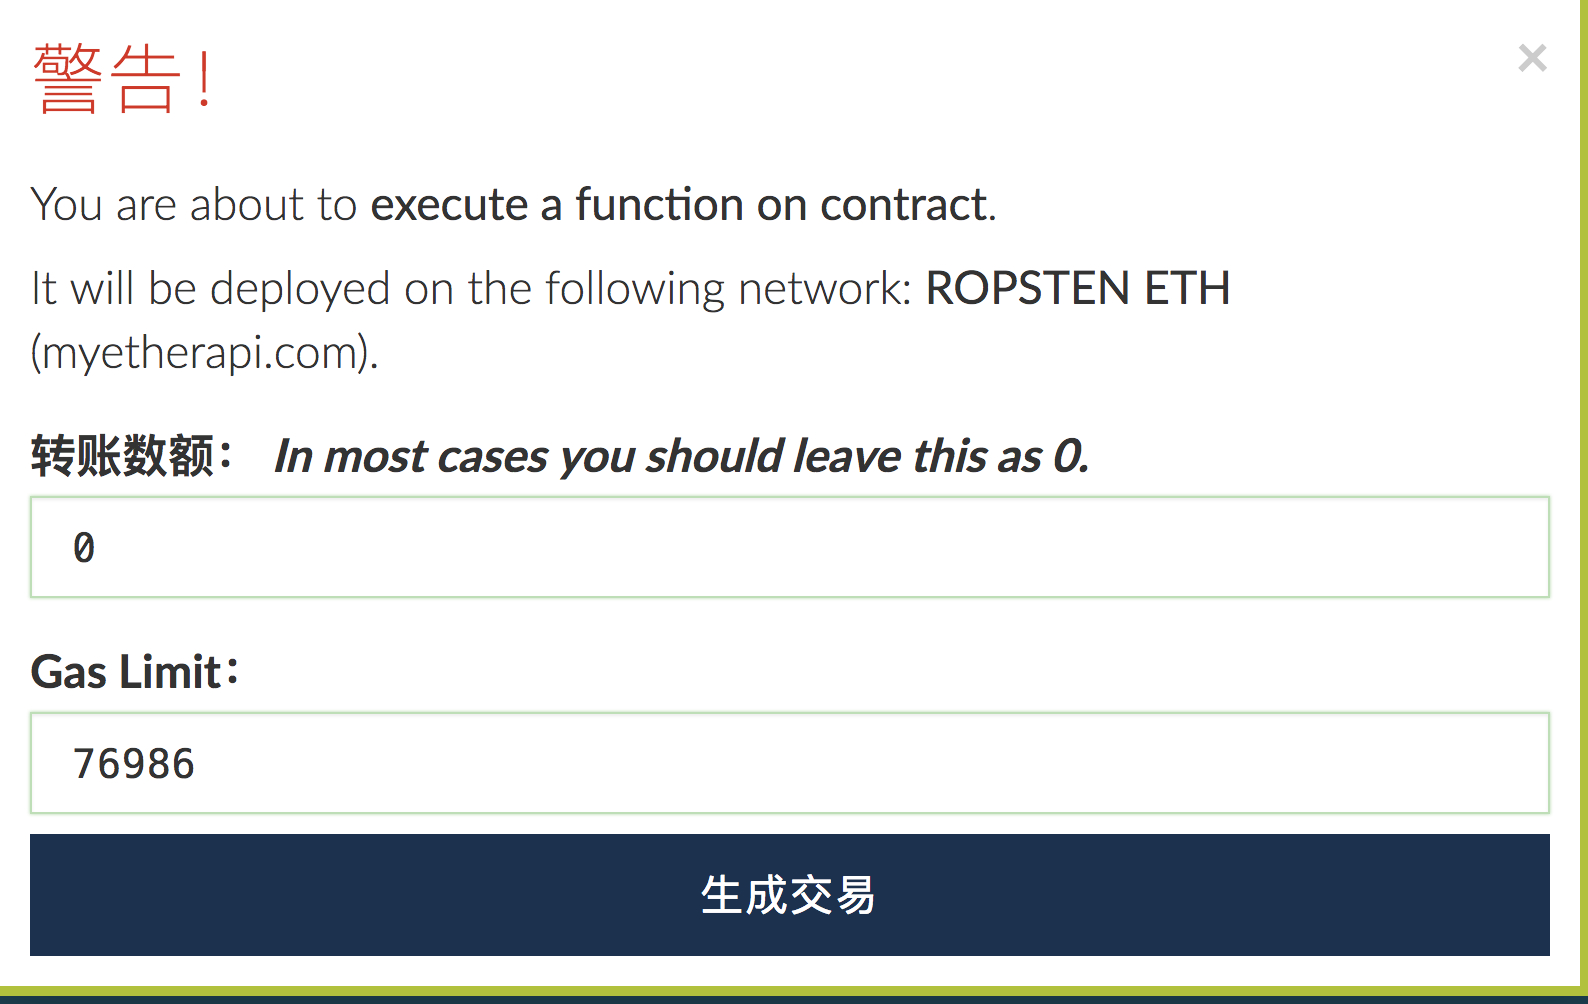 警告!
You are about to execute a function on contract.
It will be deployed on the following network: ROPSTEN ETH
(myetherapi.com).
转账数额： In most cases you should leave this as 0.
0
Gas Limit：
76986
生成交易